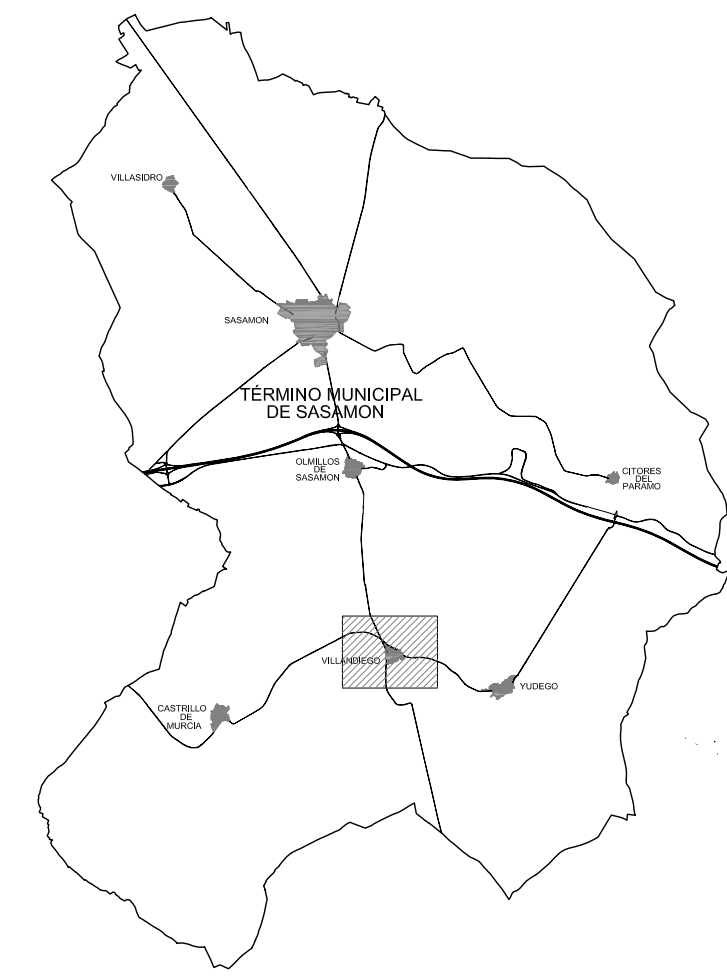 VILLASIDRO
SASAMON
TÉRMINO MUNICIPAL
DE SASAMON
OLMILLOS
DE
SASAMON
CITORES
DEL
PARAMO
VILLANDIEGO
YUDEGO
CASTRILLO
DE
MURCIA